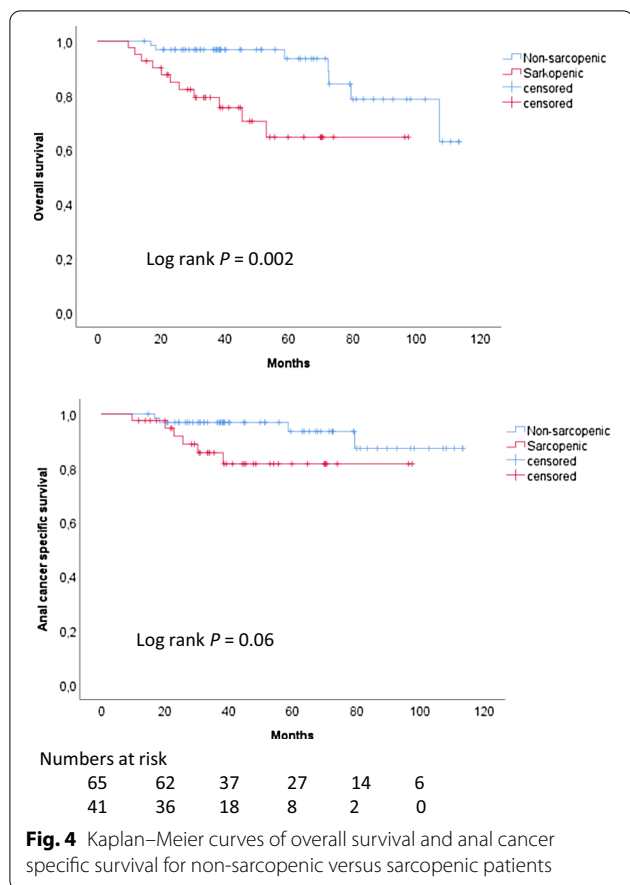 1,0
0,8
0,6
0,4
0,2
0,0
Overall survival
Non-sarcopenic
Sarkopenic
censored
censored
Log rank P = 0.002
0 20 40 60 80 100 120
Months
1,0
0,8
0,6
0,4
0,2
0,0
Anal cancer specific survival
Non-sarcopenic
Sarcopenic
censored
censored
Log rank P = 0.06
0 20 40 60 80 100 120
Months
Numbers at risk
65 62 37 27 14 6
41 36 18 8 2 0
Fig. 4 Kaplan–Meier curves of overall survival and anal cancer
specific survival for non-sarcopenic versus sarcopenic patients